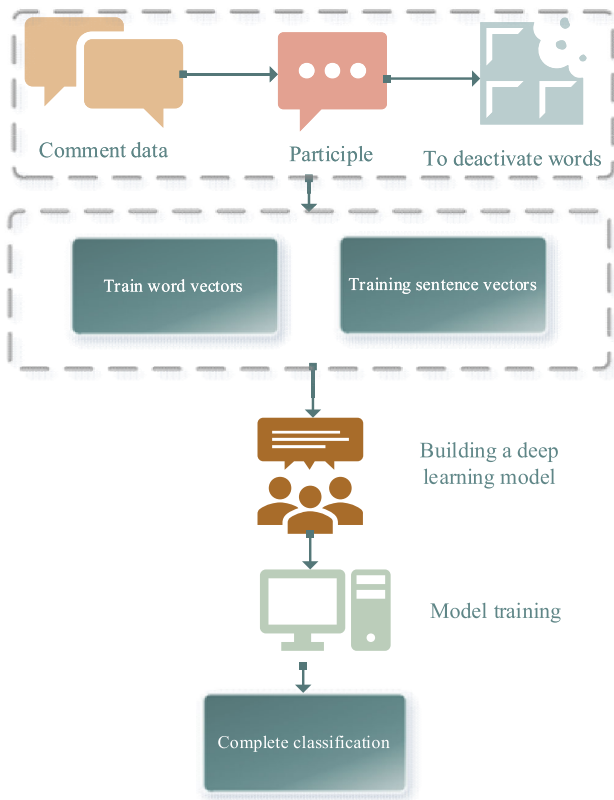 Comment data
Participle
To deactivate words
Train word vectors
Training sentence vectors
Building a deep
learning model
Model training
Complete classification